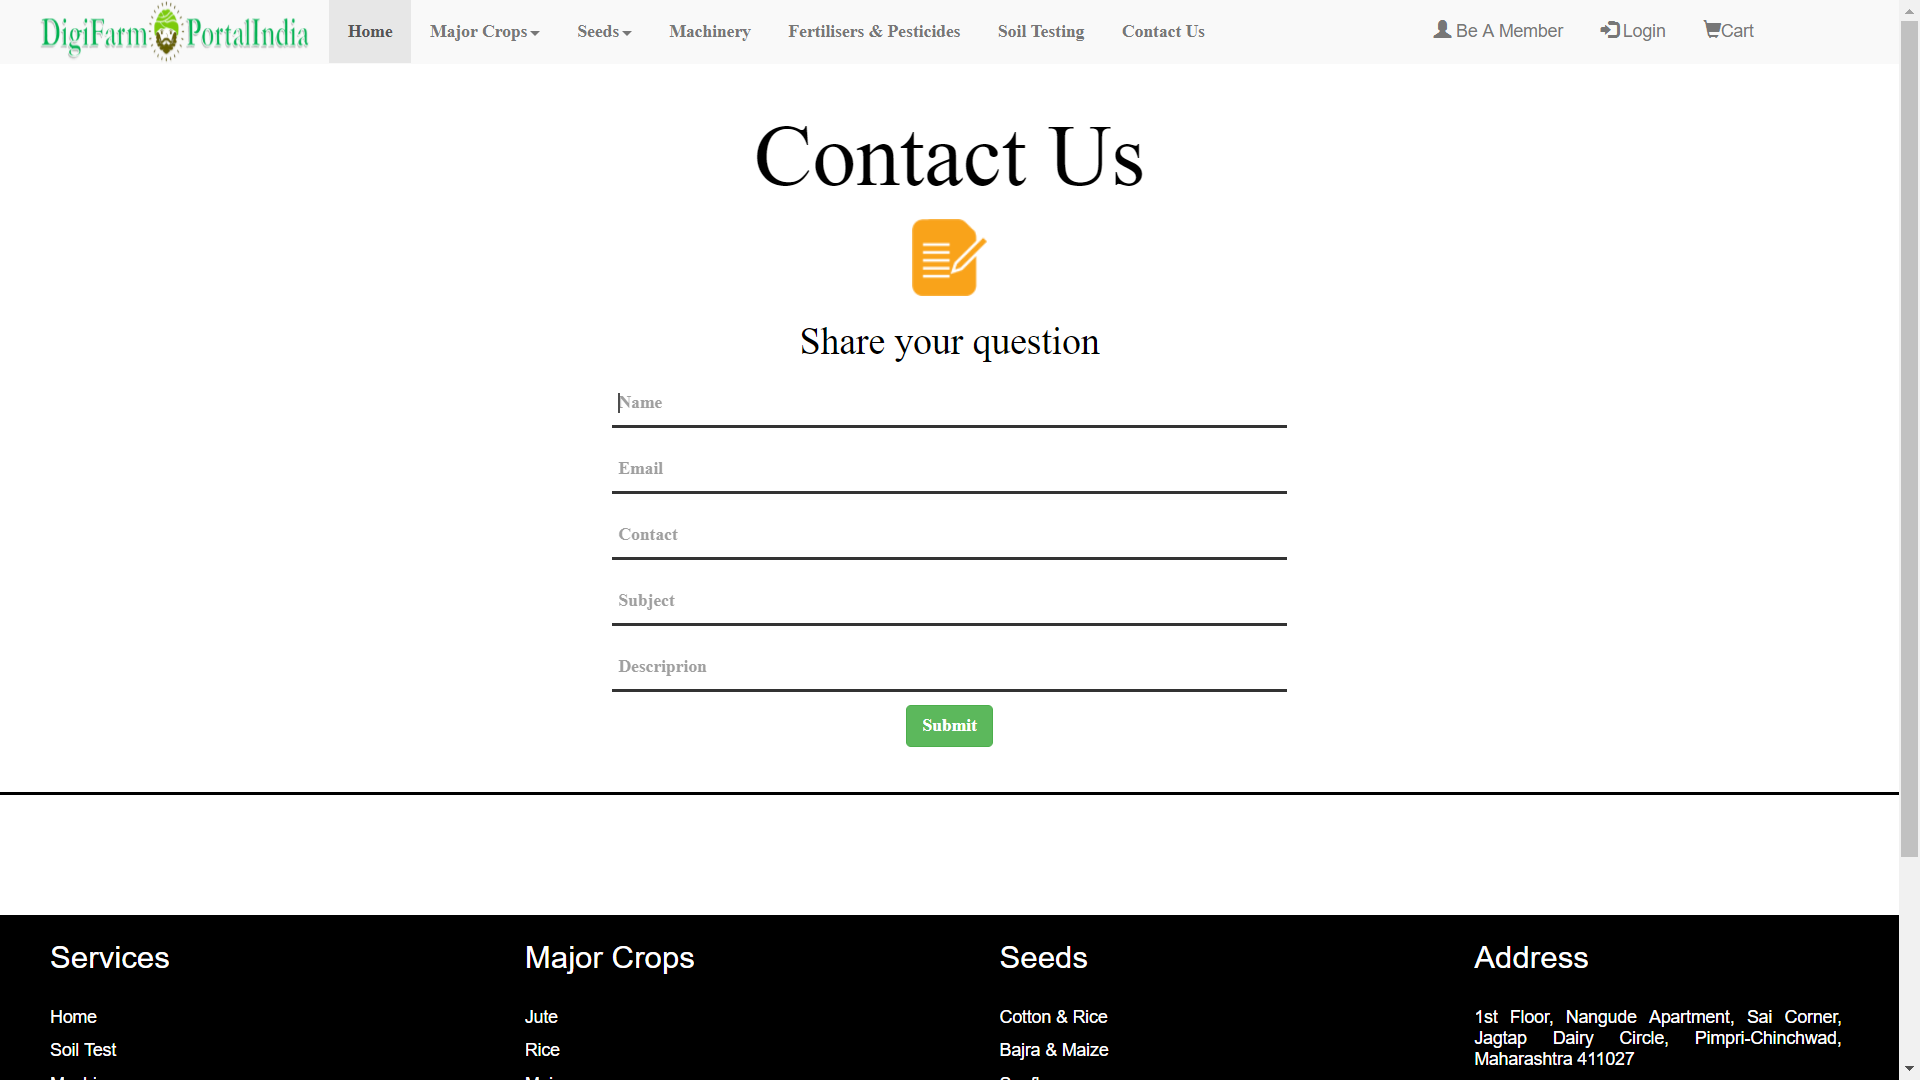 DigiFarm PortalIndia
Home
Major Crops
Seeds
Machinery
Fertilisers & Pesticides
Soil Testing
Contact Us
Be A Member
Login
Cart
Contact Us
Share your question
Name
Email
Contact
Subject
Descriprion
Submit
Services
Home
Soil Test
Major Crops
Jute
Rice
Seeds
Cotton & Rice
Bajra & Maize
Address
1st Floor, Nangude Apartment, Sai Corner,
Jagtap Dairy Circle, Pimpri-Chinchwad,
Maharashtra 411027